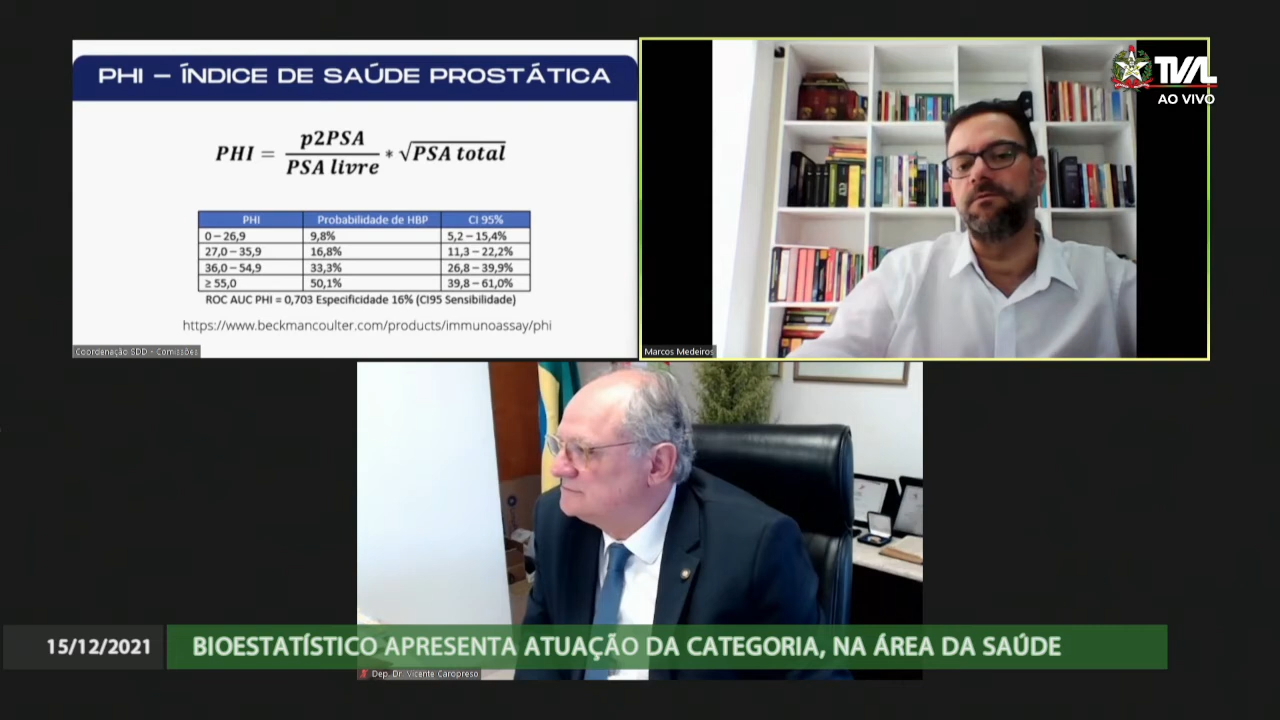 PHI – ÍNDICE DE SAÚDE PROSTÁTICA
PHI = p2PSA / PSA livre * √PSA total
PHI Probabilidade de HBP CI 95%
0 – 26,9 9,8% 5,2 – 15,4%
27,0 – 35,9 16,8% 11,3 – 22,2%
36,0 – 54,9 33,3% 26,8 – 39,9%
≥ 55,0 50,1% 39,8 – 61,0%
ROC AUC PHI = 0,703 Especificidade 16% (CI95 Sensibilidade)
https://www.beckmancoulter.com/products/immunoassay/phi
Coordenação SDD - Comissões
TVAL
AO VIVO
Marcos Medeiros
15/12/2021
BIOESTATÍSTICO APRESENTA ATUAÇÃO DA CATEGORIA, NA ÁREA DA SAÚDE
Dep. Dr. Vicente Caropreso